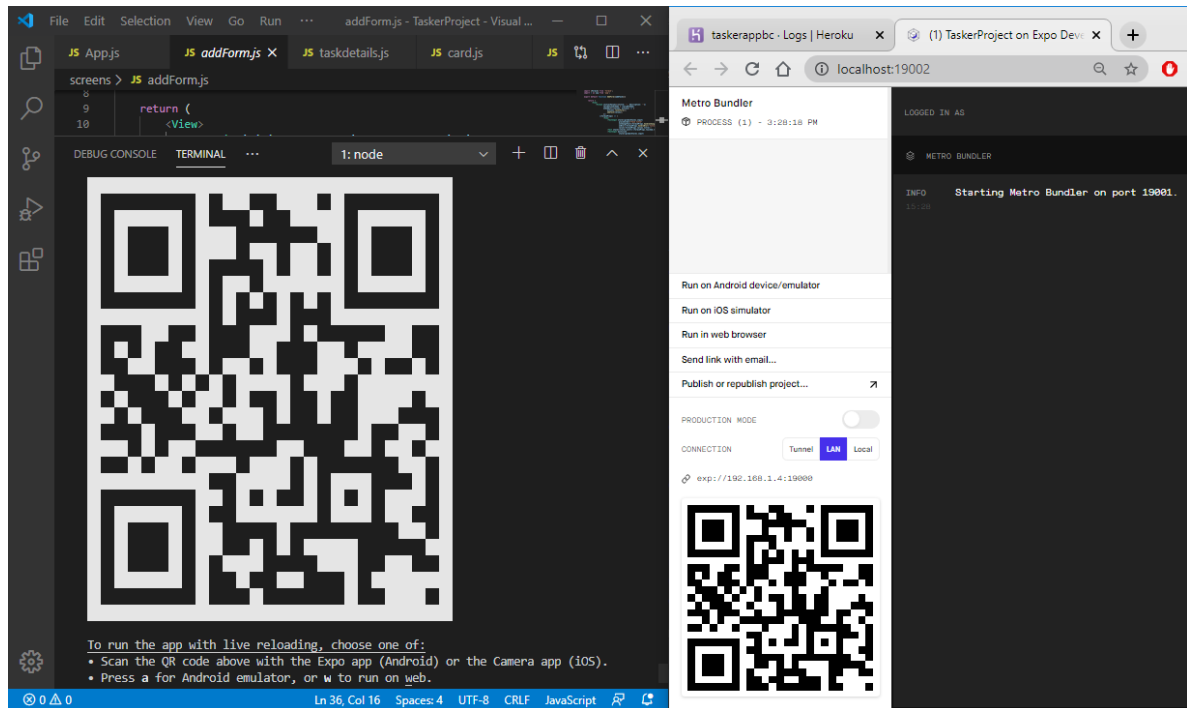 File Edit Selection View Go Run ··· addForm.js - TaskerProject - Visual ...
JS App.js JS addForm.js JS taskdetails.js JS card.js JS
screens > JS addForm.js
8
9 return (
10 <View>
DEBUG CONSOLE TERMINAL ··· 1: node
To run the app with live reloading, choose one of:
• Scan the QR code above with the Expo app (Android) or the Camera app (iOS).
• Press a for Android emulator, or w to run on web.
0 0 Ln 36, Col 16 Spaces: 4 UTF-8 CRLF JavaScript
taskerappbc · Logs | Heroku (1) TaskerProject on Expo Deve
localhost:19002
Metro Bundler
PROCESS (1) - 3:28:18 PM
Run on Android device/emulator
Run on iOS simulator
Run in web browser
Send link with email...
Publish or republish project...
PRODUCTION MODE
CONNECTION Tunnel LAN Local
exp://192.168.1.4:19000
LOGGED IN AS
METRO BUNDLER
INFO Starting Metro Bundler on port 19001.
15:28